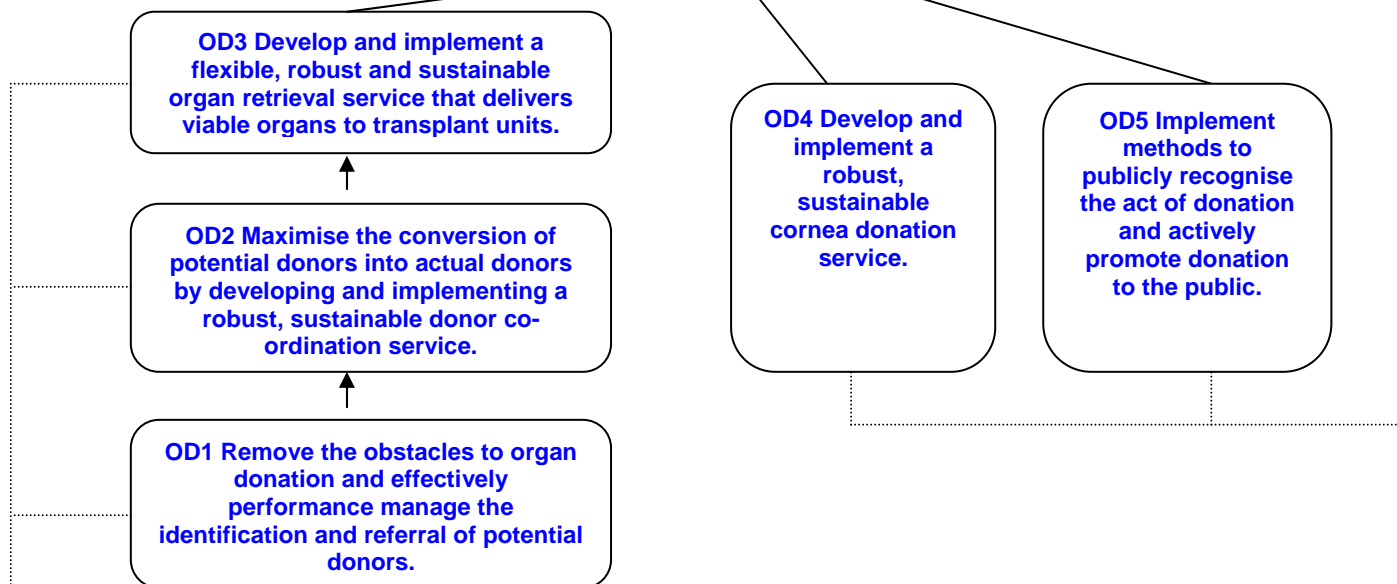 OD3 Develop and implement a
flexible, robust and sustainable
organ retrieval service that delivers
viable organs to transplant units.
OD4 Develop and
implement a
robust,
sustainable
cornea donation
service.
OD5 Implement
methods to
publicly recognise
the act of donation
and actively
promote donation
to the public.
OD2 Maximise the conversion of
potential donors into actual donors
by developing and implementing a
robust, sustainable donor co-
ordination service.
OD1 Remove the obstacles to organ
donation and effectively
performance manage the
identification and referral of potential
donors.